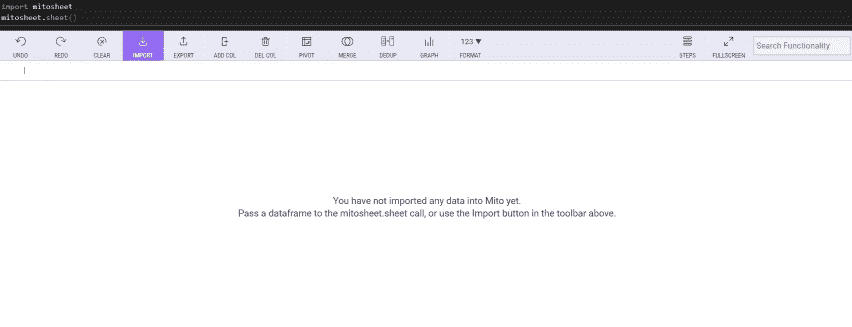 import mitosheet
mitosheet.sheet()
UNDO REDO CLEAR IMPORT EXPORT ADD COL DEL COL PIVOT MERGE DEDUP GRAPH 123 ▼ FORMAT STEPS FULLSCREEN Search Functionality
You have not imported any data into Mito yet.
Pass a dataframe to the mitosheet.sheet call, or use the Import button in the toolbar above.